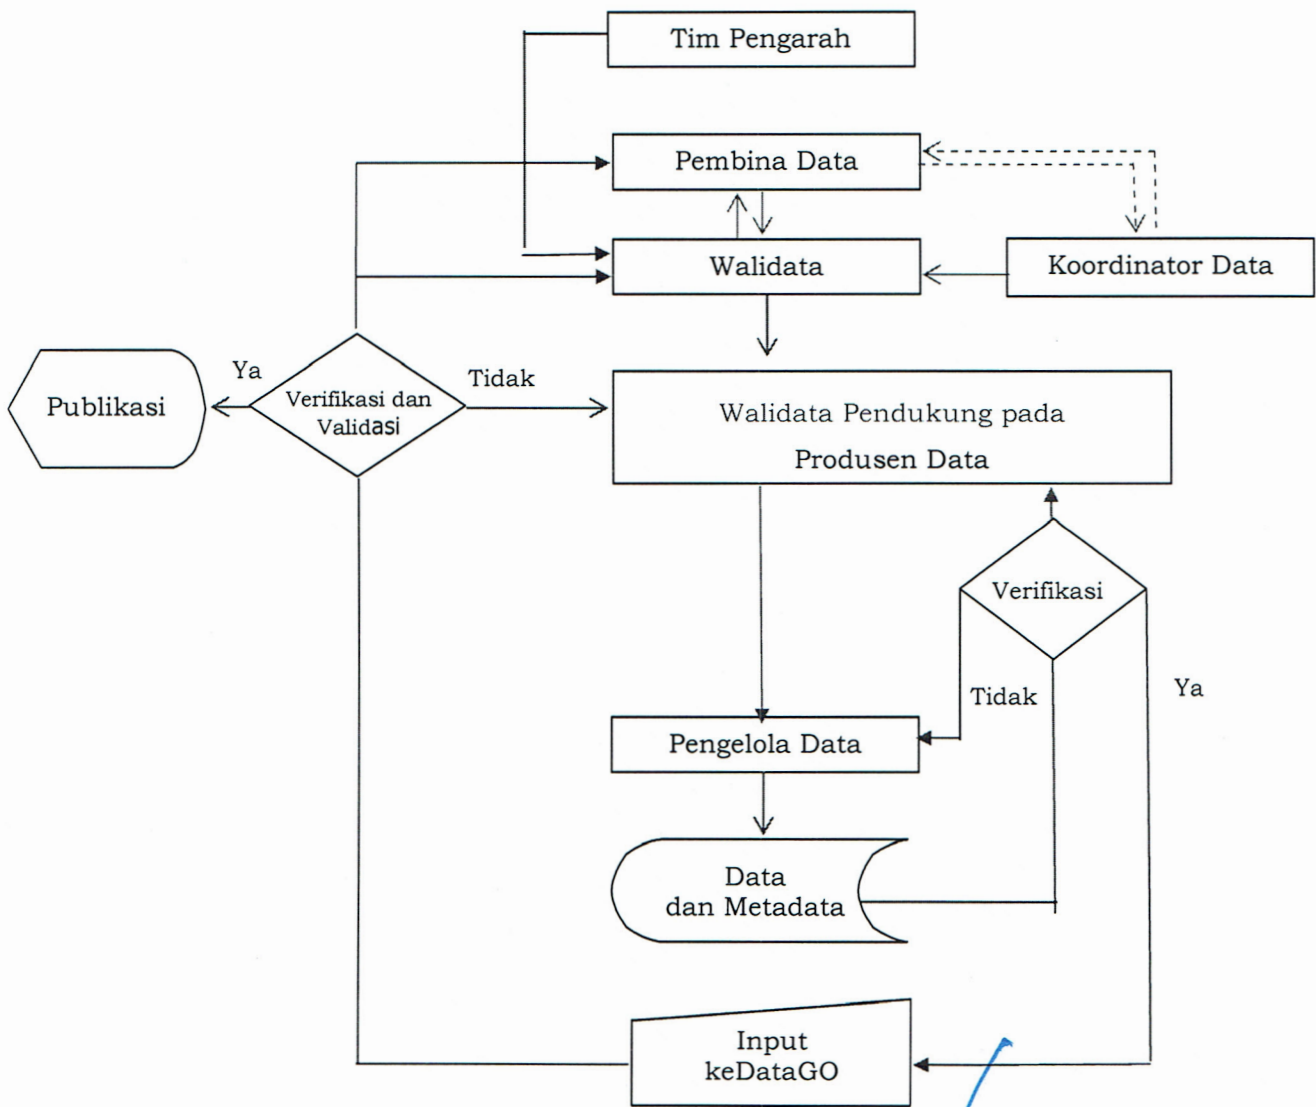 Tim Pengarah
Pembina Data
Walidata
Koordinator Data
Publikasi
Ya
Verifikasi dan
Validasi
Tidak
Walidata Pendukung pada
Produsen Data
Verifikasi
Tidak
Ya
Pengelola Data
Data
dan Metadata
Input
keDataGO